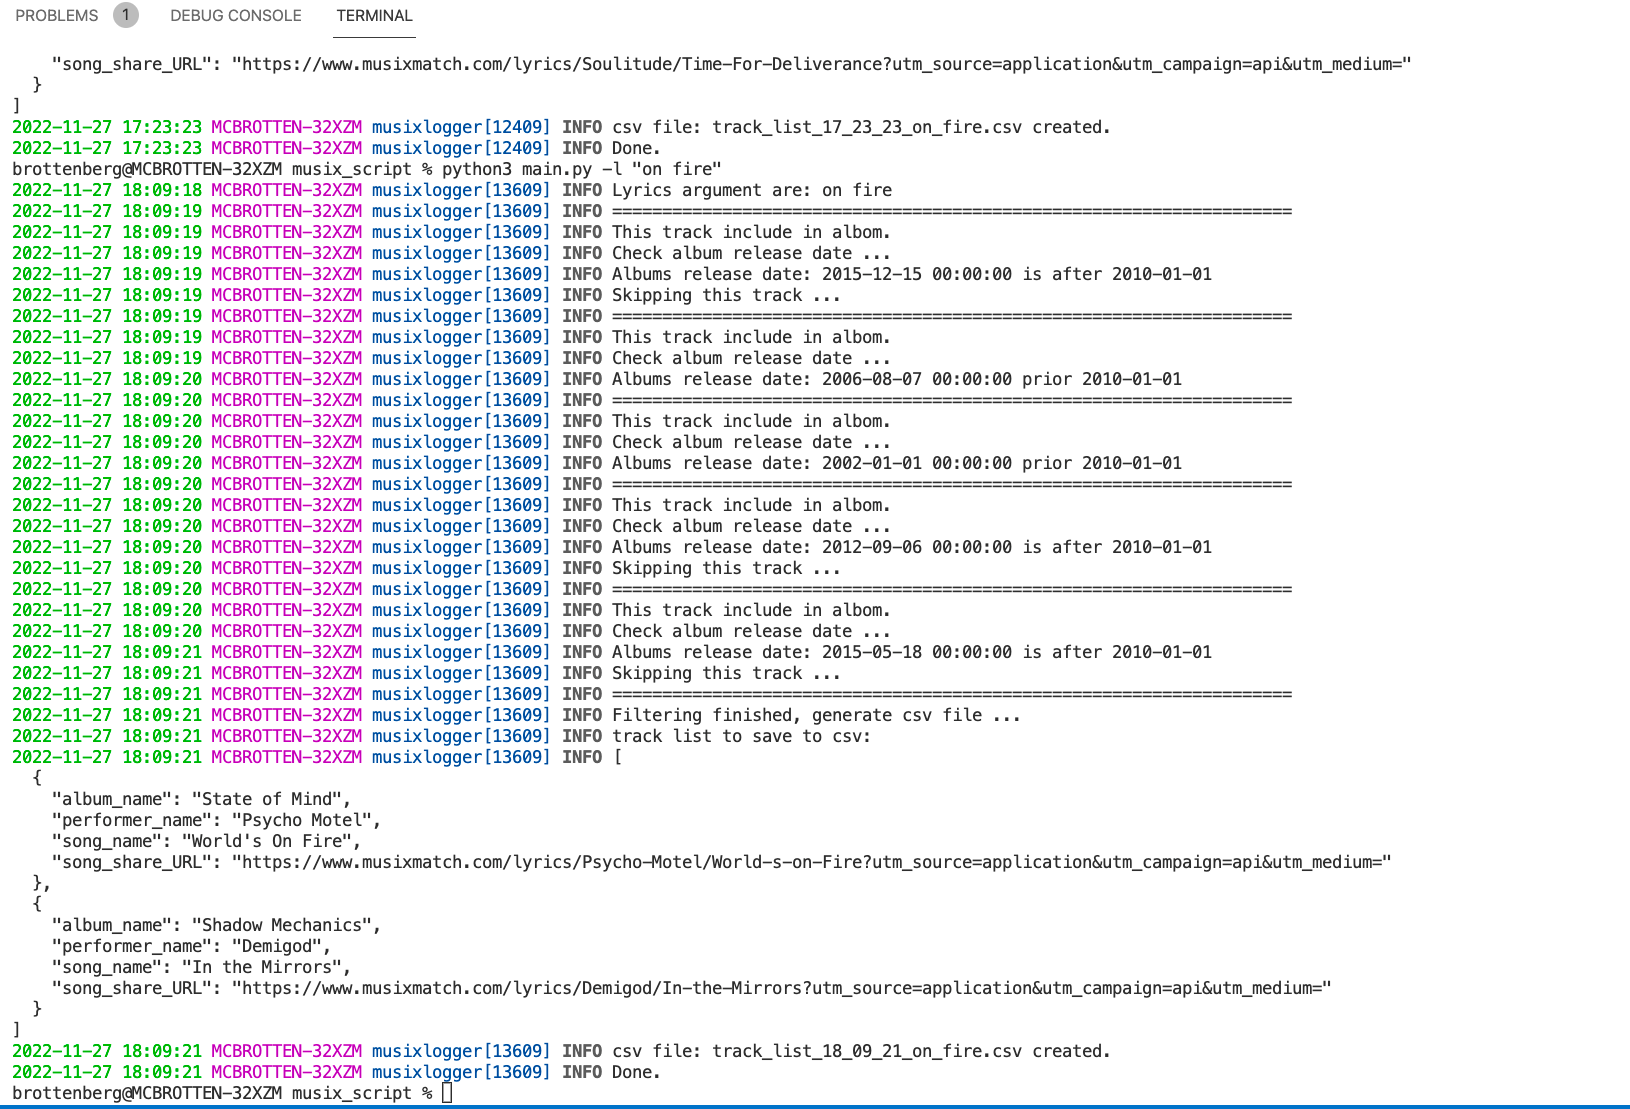 PROBLEMS 1 DEBUG CONSOLE TERMINAL
    "song_share_URL": "https://www.musixmatch.com/lyrics/Soulitude/Time-For-Deliverance?utm_source=application&utm_campaign=api&utm_medium="
  }
]
2022-11-27 17:23:23 MCBROTTEN-32XZM musixlogger[12409] INFO csv file: track_list_17_23_23_on_fire.csv created.
2022-11-27 17:23:23 MCBROTTEN-32XZM musixlogger[12409] INFO Done.
brottenberg@MCBROTTEN-32XZM musix_script % python3 main.py -l "on fire"
2022-11-27 18:09:18 MCBROTTEN-32XZM musixlogger[13609] INFO Lyrics argument are: on fire
2022-11-27 18:09:19 MCBROTTEN-32XZM musixlogger[13609] INFO ====================================================================
2022-11-27 18:09:19 MCBROTTEN-32XZM musixlogger[13609] INFO This track include in albom.
2022-11-27 18:09:19 MCBROTTEN-32XZM musixlogger[13609] INFO Check album release date ...
2022-11-27 18:09:19 MCBROTTEN-32XZM musixlogger[13609] INFO Albums release date: 2015-12-15 00:00:00 is after 2010-01-01
2022-11-27 18:09:19 MCBROTTEN-32XZM musixlogger[13609] INFO Skipping this track ...
2022-11-27 18:09:19 MCBROTTEN-32XZM musixlogger[13609] INFO ====================================================================
2022-11-27 18:09:19 MCBROTTEN-32XZM musixlogger[13609] INFO This track include in albom.
2022-11-27 18:09:19 MCBROTTEN-32XZM musixlogger[13609] INFO Check album release date ...
2022-11-27 18:09:20 MCBROTTEN-32XZM musixlogger[13609] INFO Albums release date: 2006-08-07 00:00:00 prior 2010-01-01
2022-11-27 18:09:20 MCBROTTEN-32XZM musixlogger[13609] INFO ====================================================================
2022-11-27 18:09:20 MCBROTTEN-32XZM musixlogger[13609] INFO This track include in albom.
2022-11-27 18:09:20 MCBROTTEN-32XZM musixlogger[13609] INFO Check album release date ...
2022-11-27 18:09:20 MCBROTTEN-32XZM musixlogger[13609] INFO Albums release date: 2002-01-01 00:00:00 prior 2010-01-01
2022-11-27 18:09:20 MCBROTTEN-32XZM musixlogger[13609] INFO ====================================================================
2022-11-27 18:09:20 MCBROTTEN-32XZM musixlogger[13609] INFO This track include in albom.
2022-11-27 18:09:20 MCBROTTEN-32XZM musixlogger[13609] INFO Check album release date ...
2022-11-27 18:09:20 MCBROTTEN-32XZM musixlogger[13609] INFO Albums release date: 2012-09-06 00:00:00 is after 2010-01-01
2022-11-27 18:09:20 MCBROTTEN-32XZM musixlogger[13609] INFO Skipping this track ...
2022-11-27 18:09:20 MCBROTTEN-32XZM musixlogger[13609] INFO ====================================================================
2022-11-27 18:09:20 MCBROTTEN-32XZM musixlogger[13609] INFO This track include in albom.
2022-11-27 18:09:20 MCBROTTEN-32XZM musixlogger[13609] INFO Check album release date ...
2022-11-27 18:09:21 MCBROTTEN-32XZM musixlogger[13609] INFO Albums release date: 2015-05-18 00:00:00 is after 2010-01-01
2022-11-27 18:09:21 MCBROTTEN-32XZM musixlogger[13609] INFO Skipping this track ...
2022-11-27 18:09:21 MCBROTTEN-32XZM musixlogger[13609] INFO ====================================================================
2022-11-27 18:09:21 MCBROTTEN-32XZM musixlogger[13609] INFO Filtering finished, generate csv file ...
2022-11-27 18:09:21 MCBROTTEN-32XZM musixlogger[13609] INFO track list to save to csv:
2022-11-27 18:09:21 MCBROTTEN-32XZM musixlogger[13609] INFO [
  {
    "album_name": "State of Mind",
    "performer_name": "Psycho Motel",
    "song_name": "World's On Fire",
    "song_share_URL": "https://www.musixmatch.com/lyrics/Psycho-Motel/World-s-on-Fire?utm_source=application&utm_campaign=api&utm_medium="
  },
  {
    "album_name": "Shadow Mechanics",
    "performer_name": "Demigod",
    "song_name": "In the Mirrors",
    "song_share_URL": "https://www.musixmatch.com/lyrics/Demigod/In-the-Mirrors?utm_source=application&utm_campaign=api&utm_medium="
  }
]
2022-11-27 18:09:21 MCBROTTEN-32XZM musixlogger[13609] INFO csv file: track_list_18_09_21_on_fire.csv created.
2022-11-27 18:09:21 MCBROTTEN-32XZM musixlogger[13609] INFO Done.
brottenberg@MCBROTTEN-32XZM musix_script %